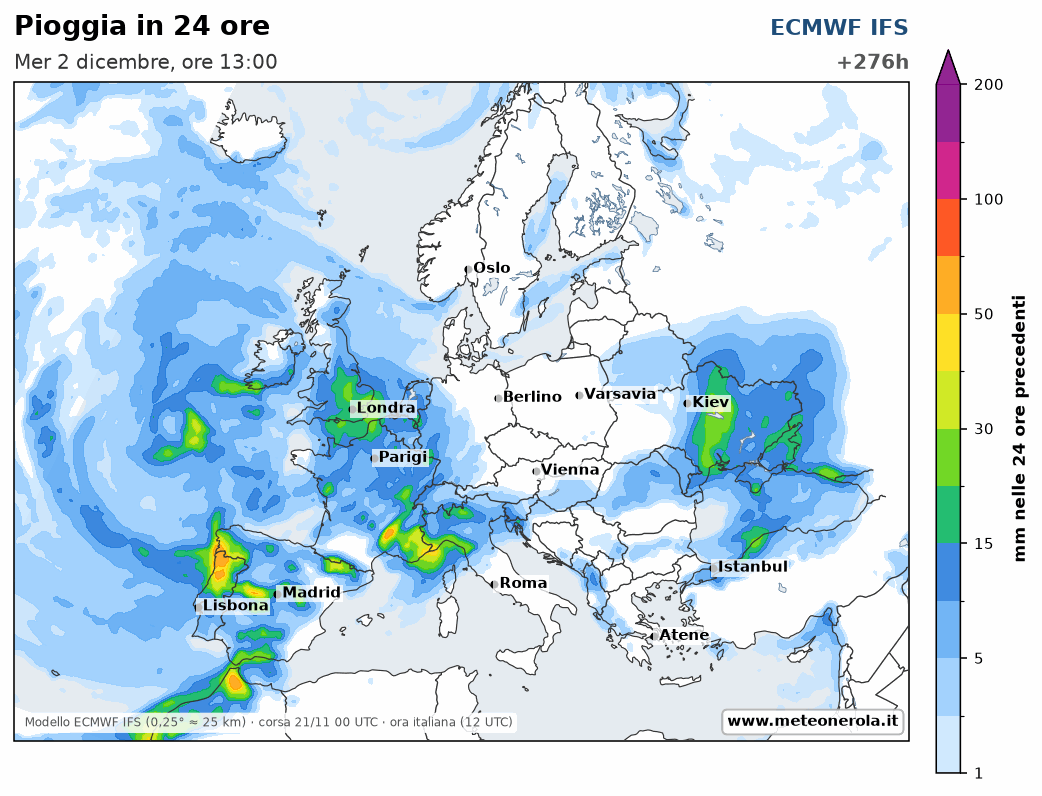 Pioggia in 24 ore
ECMWF IFS
Mer 2 dicembre, ore 13:00
+276h
200
100
50
30
15
5
1
mm nelle 24 ore precedenti
Oslo
Berlino
Varsavia
Kiev
Londra
Parigi
Vienna
Istanbul
Roma
Madrid
Lisbona
Atene
Modello ECMWF IFS (0,25° ≈ 25 km) · corsa 21/11 00 UTC · ora italiana (12 UTC)
www.meteonerola.it